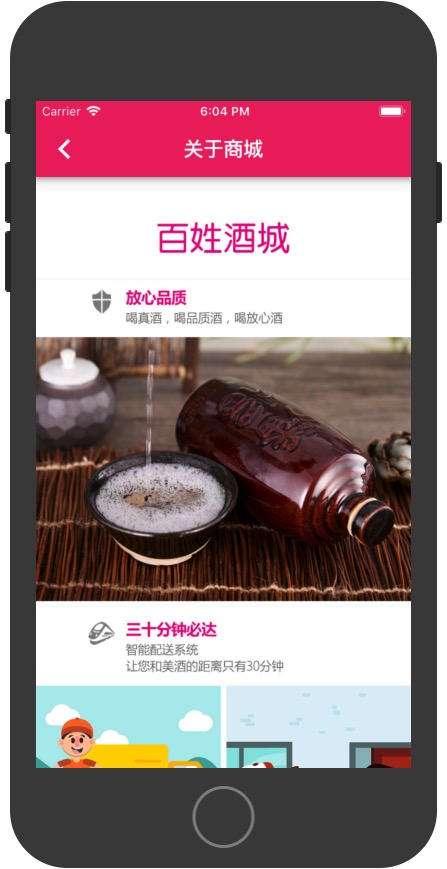 Carrier 6:04 PM
关于商城
百姓酒城
放心品质
喝真酒，喝品质酒，喝放心酒
三十分钟必达
智能配送系统
让您和美酒的距离只有30分钟